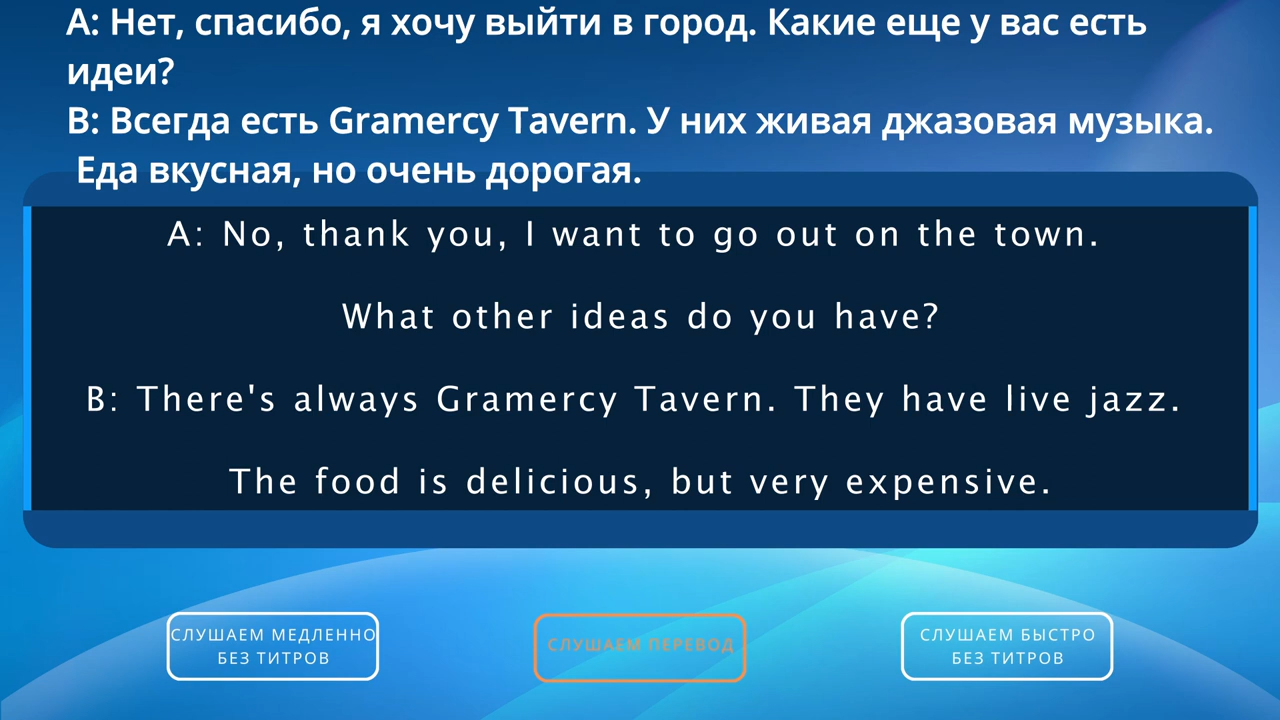 A: Нет, спасибо, я хочу выйти в город. Какие еще у вас есть
идеи?
B: Всегда есть Gramercy Tavern. У них живая джазовая музыка.
Еда вкусная, но очень дорогая.
A: No, thank you, I want to go out on the town.
What other ideas do you have?
B: There's always Gramercy Tavern. They have live jazz.
The food is delicious, but very expensive.
СЛУШАЕМ МЕДЛЕННО
БЕЗ ТИТРОВ
СЛУШАЕМ ПЕРЕВОД
СЛУШАЕМ БЫСТРО
БЕЗ ТИТРОВ